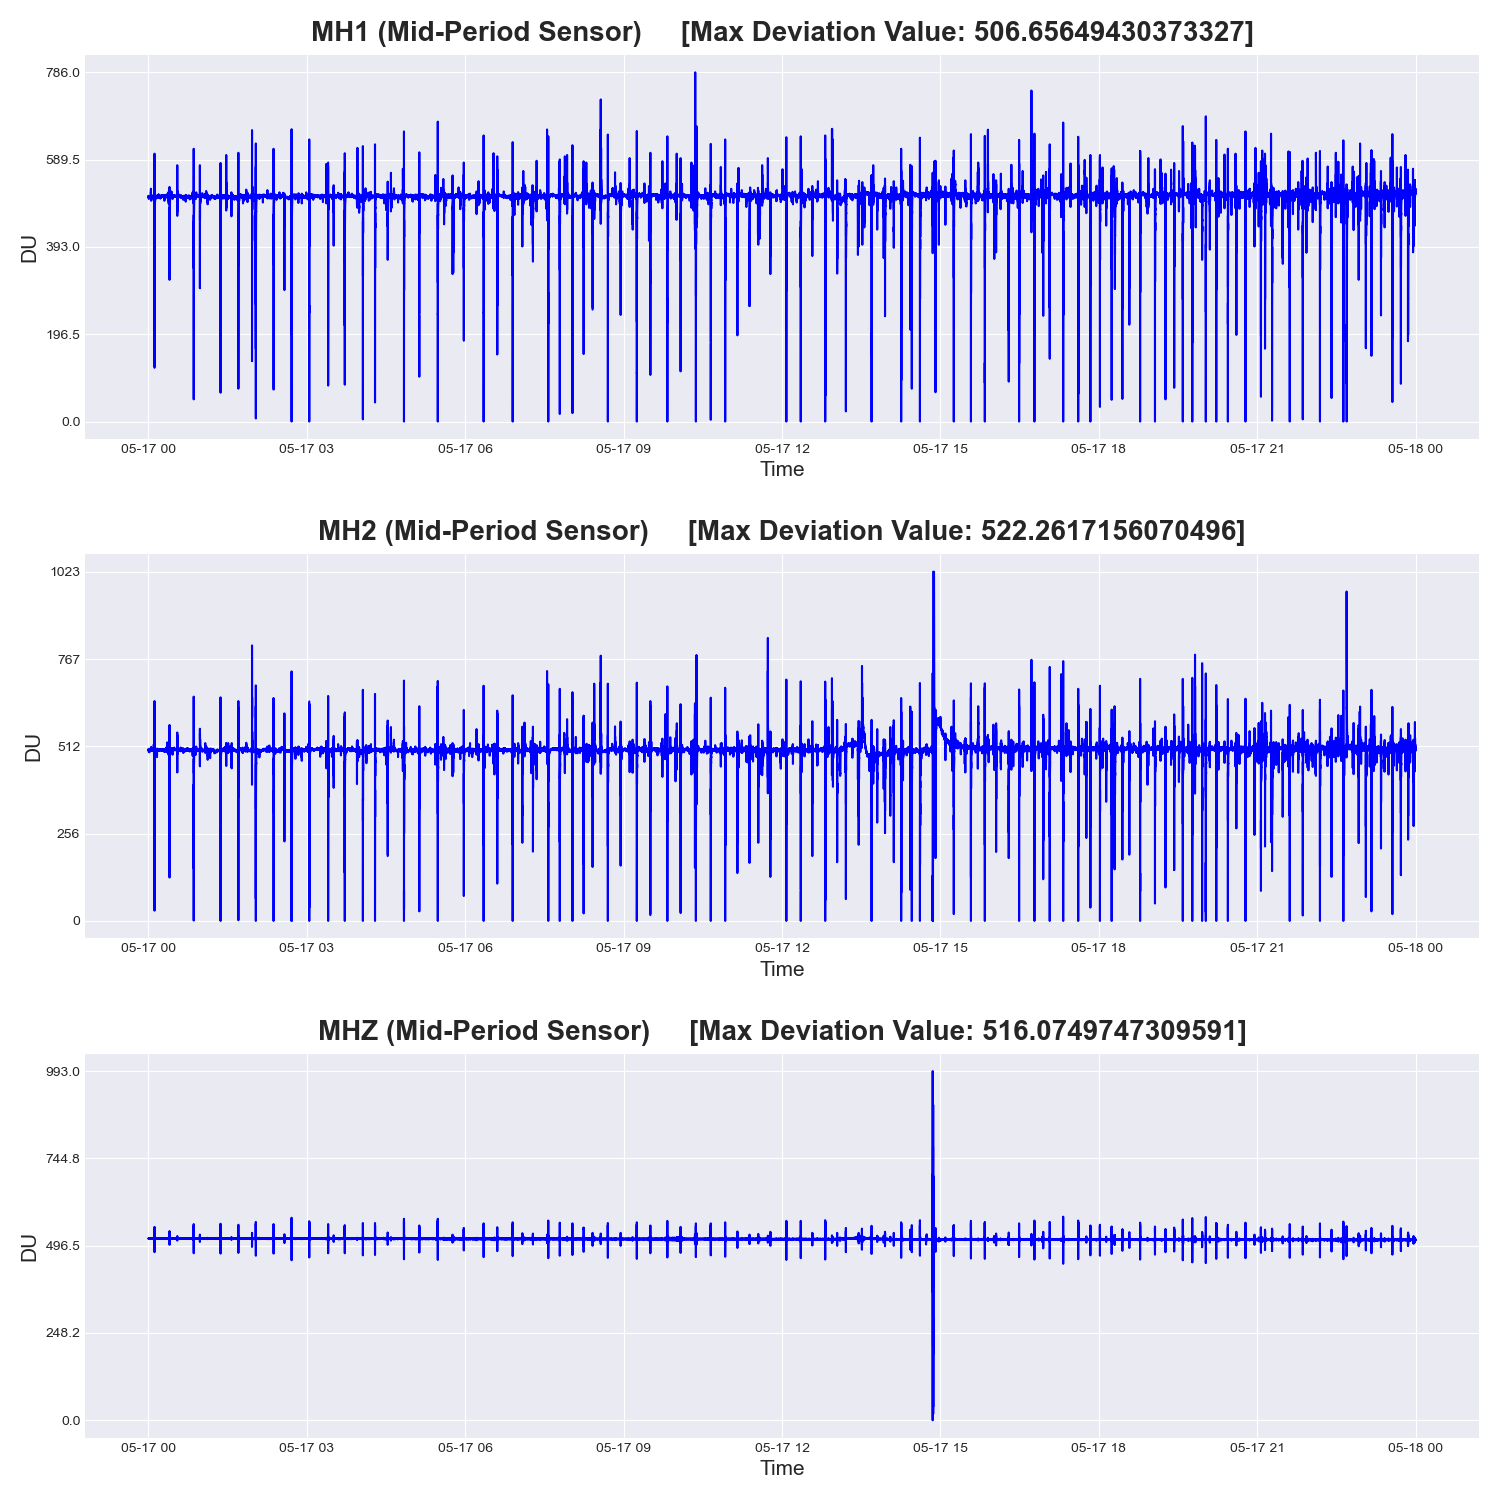 MH1 (Mid-Period Sensor) [Max Deviation Value: 506.65649430373327]
786.0
589.5
393.0
196.5
0.0
DU
05-17 00 05-17 03 05-17 06 05-17 09 05-17 12 05-17 15 05-17 18 05-17 21 05-18 00
Time
MH2 (Mid-Period Sensor) [Max Deviation Value: 522.2617156070496]
1023
767
512
256
0
DU
05-17 00 05-17 03 05-17 06 05-17 09 05-17 12 05-17 15 05-17 18 05-17 21 05-18 00
Time
MHZ (Mid-Period Sensor) [Max Deviation Value: 516.0749747309591]
993.0
744.8
496.5
248.2
0.0
DU
05-17 00 05-17 03 05-17 06 05-17 09 05-17 12 05-17 15 05-17 18 05-17 21 05-18 00
Time